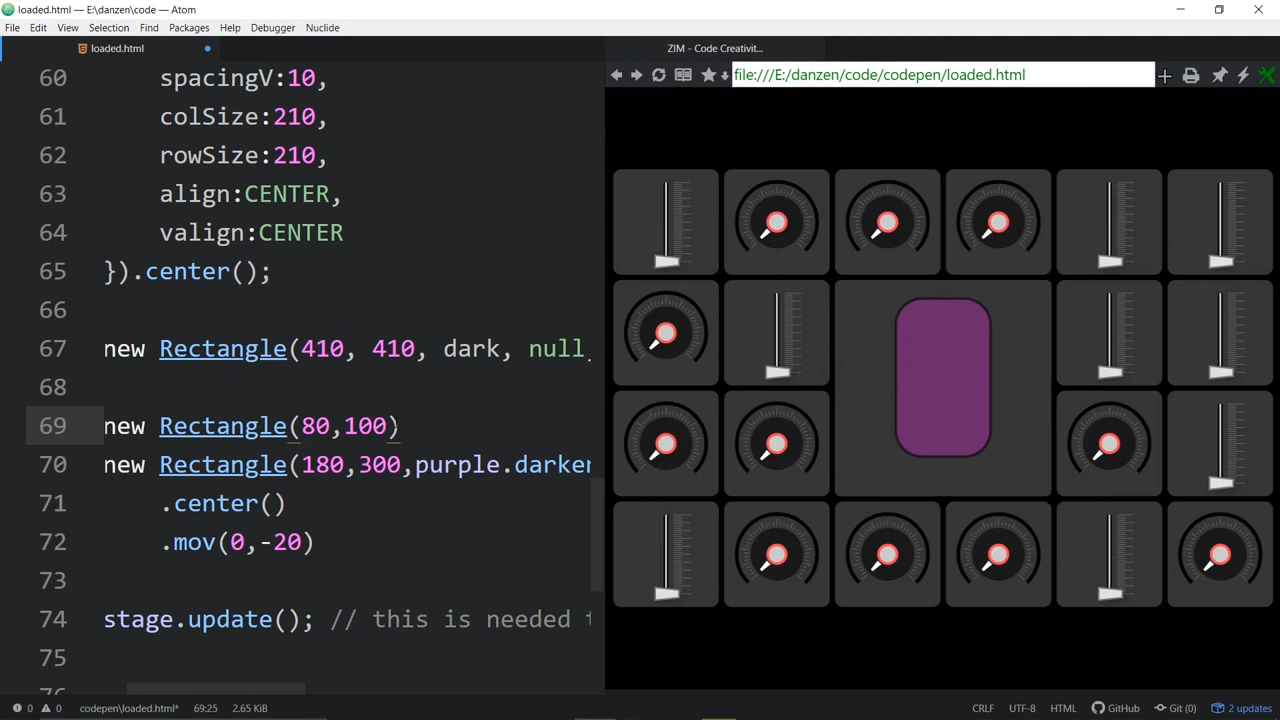 loaded.html — E:\danzen\code — Atom
File Edit View Selection Find Packages Help Debugger Nuclide
loaded.html
ZIM - Code Creativit...
file:///E:/danzen/code/codepen/loaded.html
60 spacingV:10,
61 colSize:210,
62 rowSize:210,
63 align:CENTER,
64 valign:CENTER
65 }).center();
66
67 new Rectangle(410, 410, dark, null,
68
69 new Rectangle(80,100)
70 new Rectangle(180,300,purple.darker
71 .center()
72 .mov(0,-20)
73
74 stage.update(); // this is needed t
75
0 0 codepen\loaded.html* 69:25 2.65 KiB CRLF UTF-8 HTML GitHub Git (0) 2 updates